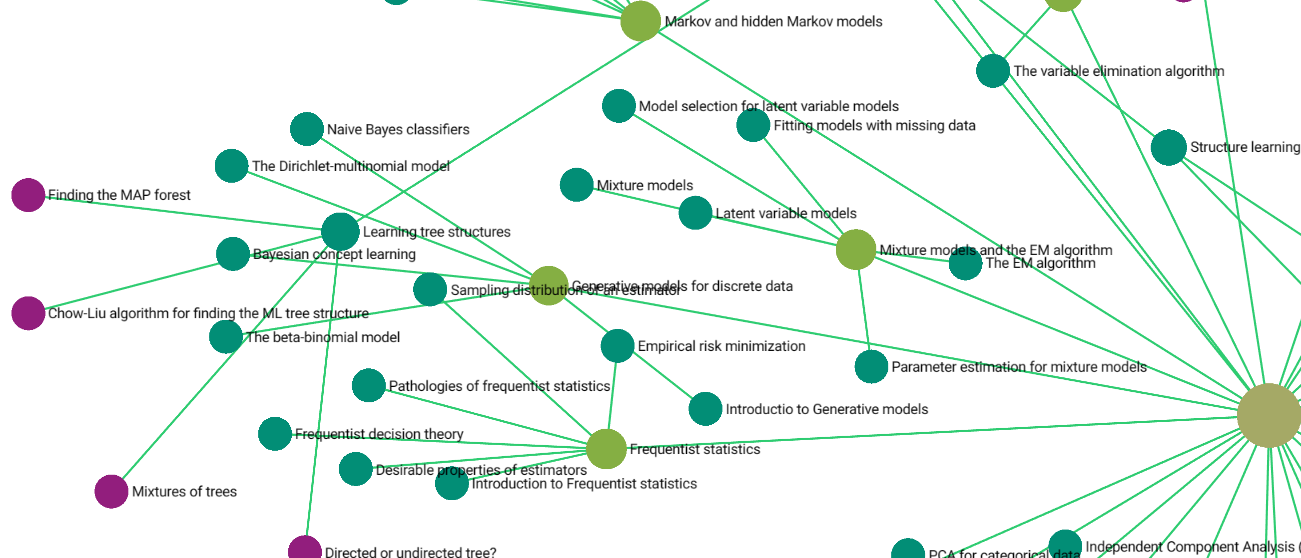 Markov and hidden Markov models
The variable elimination algorithm
Model selection for latent variable models
Fitting models with missing data
Naive Bayes classifiers
Structure learning
The Dirichlet-multinomial model
Mixture models
Finding the MAP forest
Latent variable models
Learning tree structures
Mixture models and the EM algorithm
Bayesian concept learning
The EM algorithm
Generative models for discrete data
Sampling distribution of an estimator
Chow-Liu algorithm for finding the ML tree structure
The beta-binomial model
Empirical risk minimization
Parameter estimation for mixture models
Pathologies of frequentist statistics
Introductio to Generative models
Frequentist decision theory
Frequentist statistics
Desirable properties of estimators
Introduction to Frequentist statistics
Mixtures of trees
Independent Component Analysis (
Directed or undirected tree?
PCA for categorical data